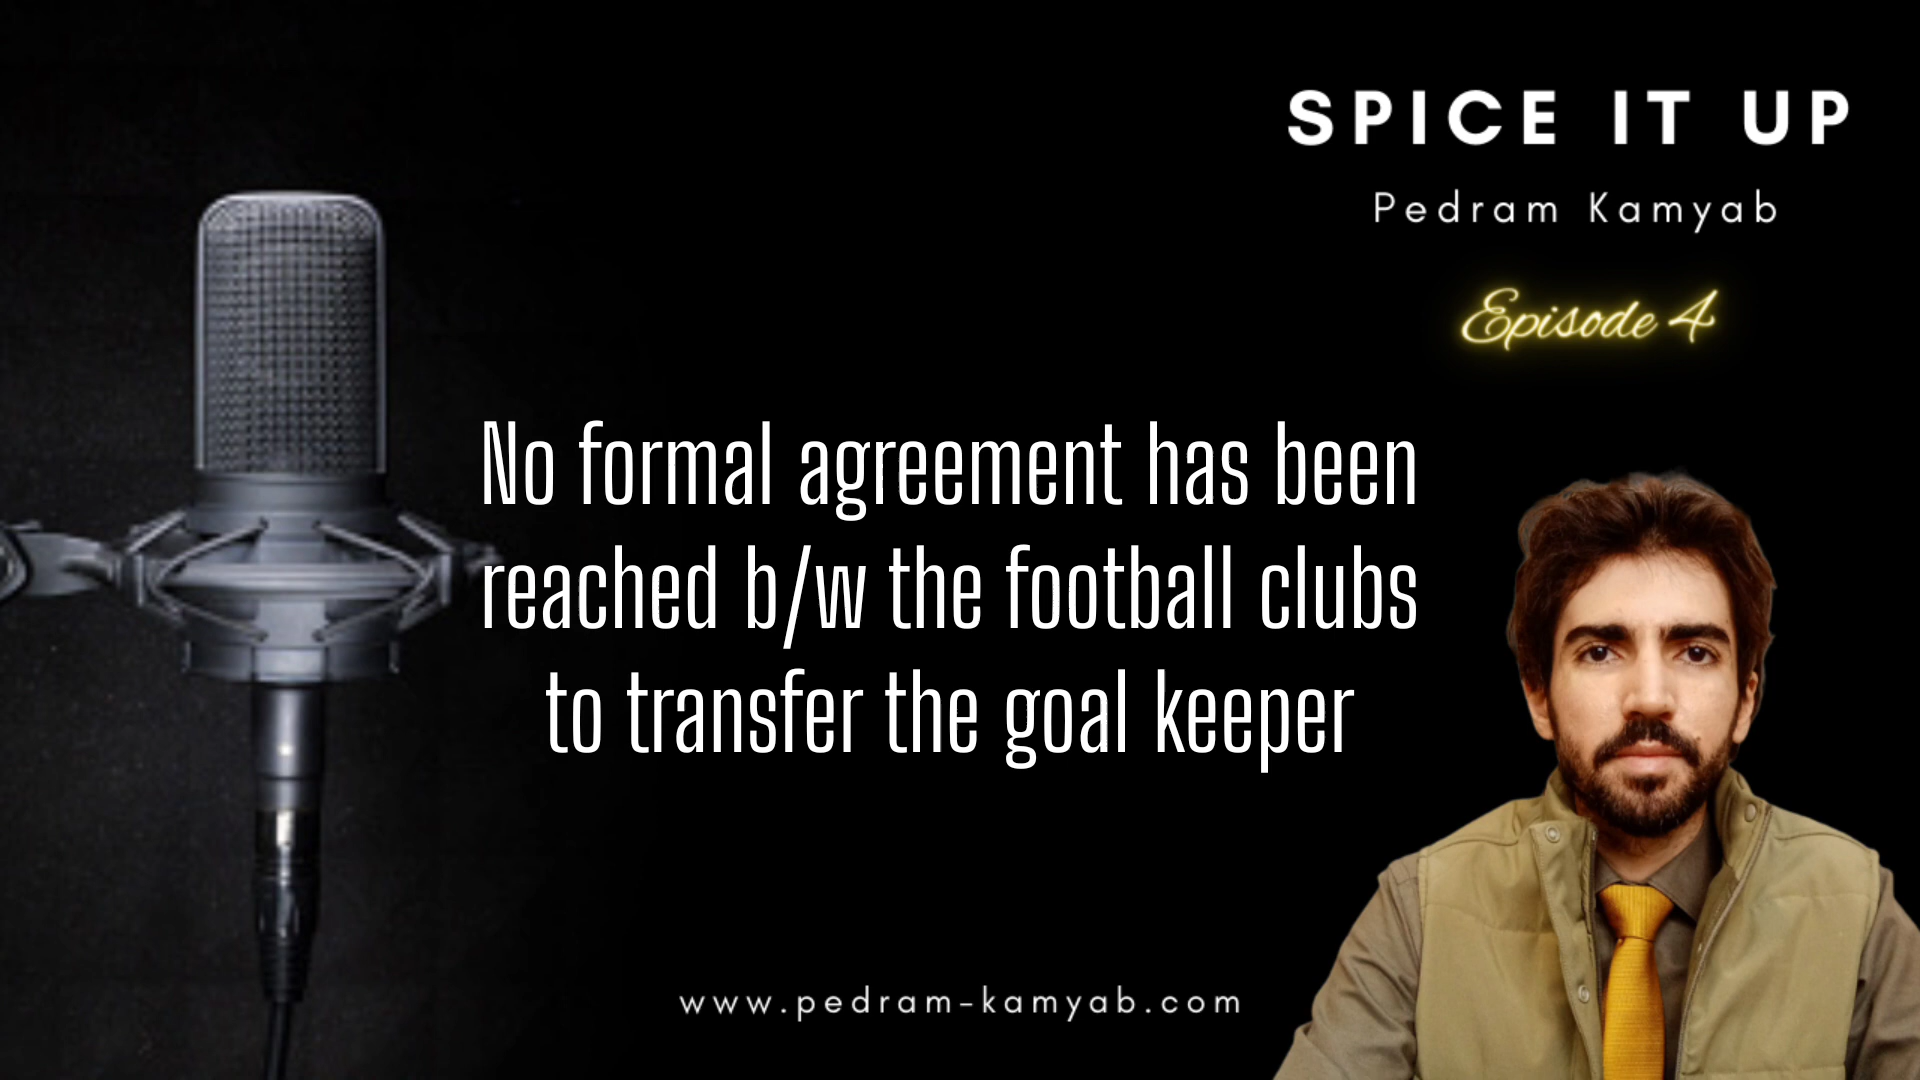 SPICE IT UP
Pedram Kamyab
Episode 4
No formal agreement has been
reached b/w the football clubs
to transfer the goal keeper
www.pedram-kamyab.com